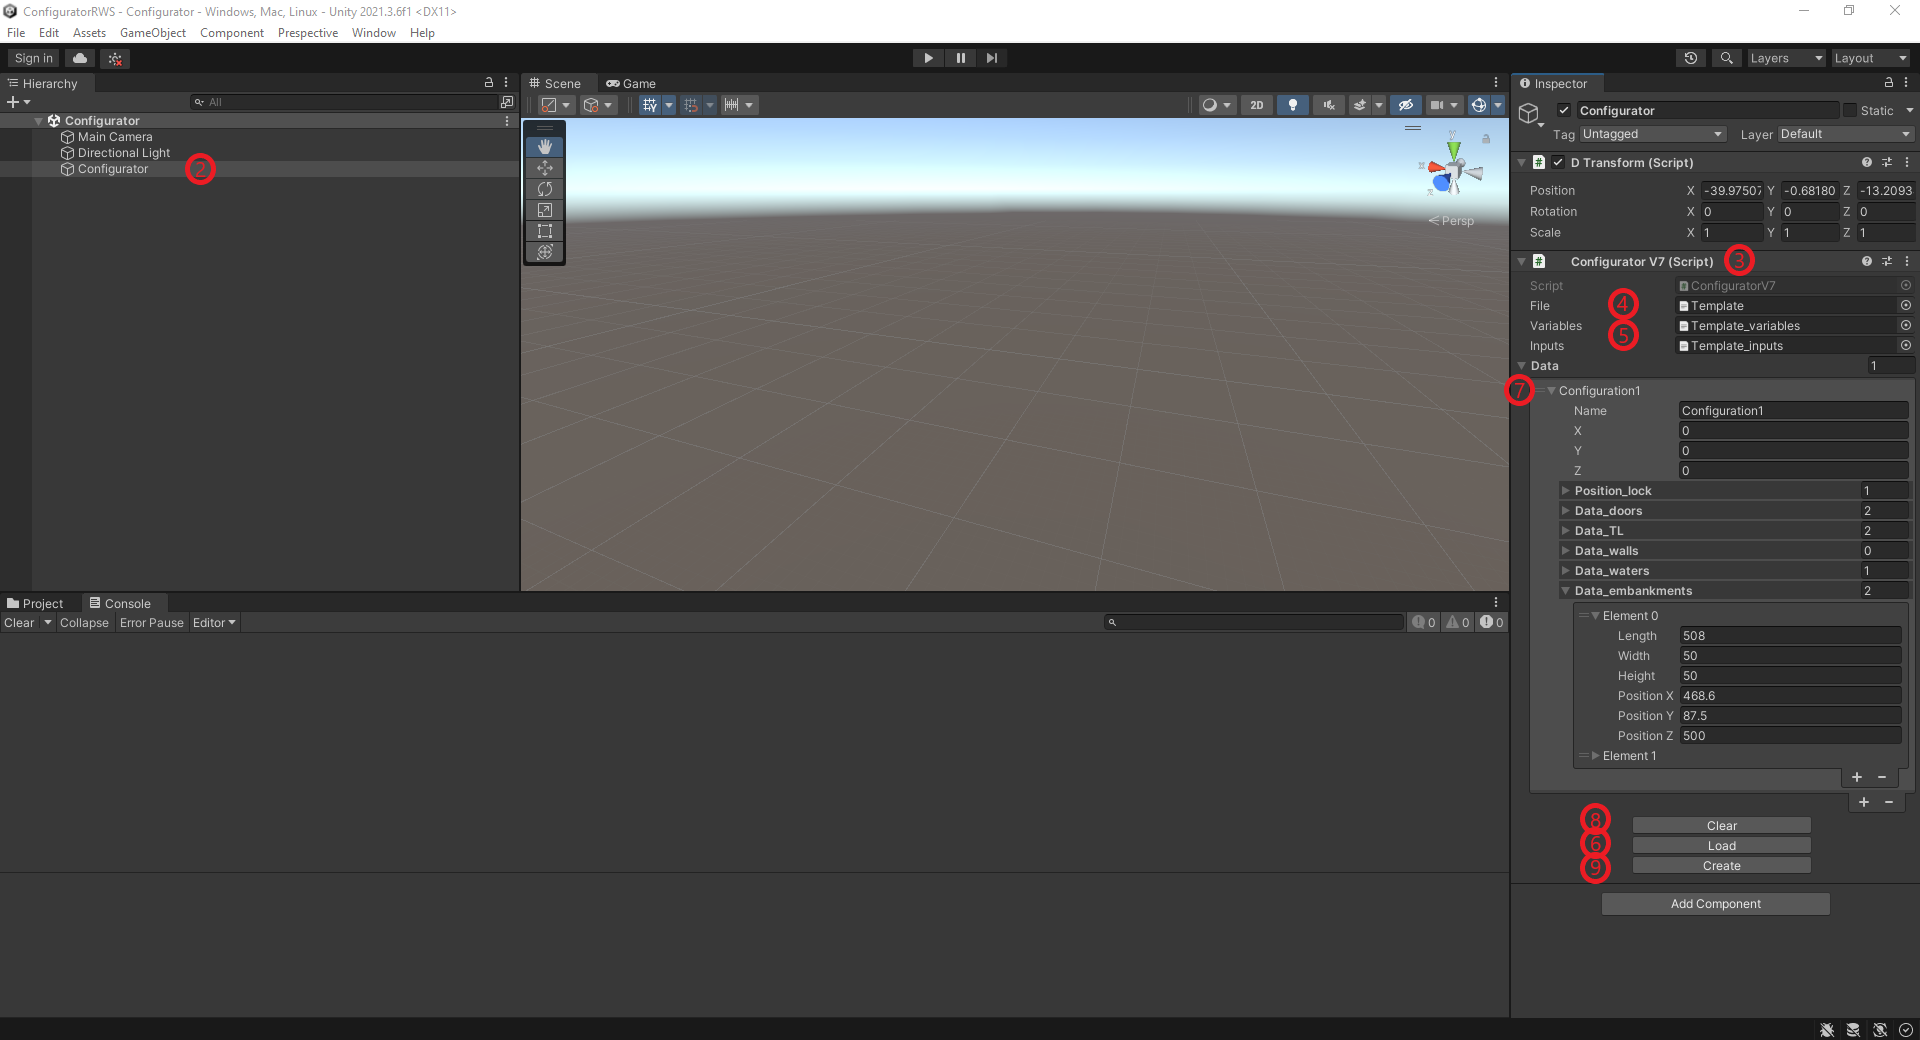 ConfiguratorRWS - Configurator - Windows, Mac, Linux - Unity 2021.3.6f1 <DX11>
File Edit Assets GameObject Component Perspective Window Help
Sign in
Layers Layout
Hierarchy
All
Configurator
Main Camera
Directional Light
Configurator 2
Scene Game
2D
y
x
z
Persp
Project Console
Clear Collapse Error Pause Editor
0 0 0
Inspector
Configurator Static
Tag Untagged Layer Default
D Transform (Script)
Position X -39.97507 Y -0.68180 Z -13.2093
Rotation X 0 Y 0 Z 0
Scale X 1 Y 1 Z 1
Configurator V7 (Script) 3
Script ConfiguratorV7
File 4 Template
Variables 5 Template_variables
Inputs Template_inputs
Data 1
7 Configuration1
Name Configuration1
X 0
Y 0
Z 0
Position_lock 1
Data_doors 2
Data_TL 2
Data_walls 0
Data_waters 1
Data_embankments 2
Element 0
Length 508
Width 50
Height 50
Position X 468.6
Position Y 87.5
Position Z 500
Element 1
+ −
+ −
8 Clear
6 Load
9 Create
Add Component